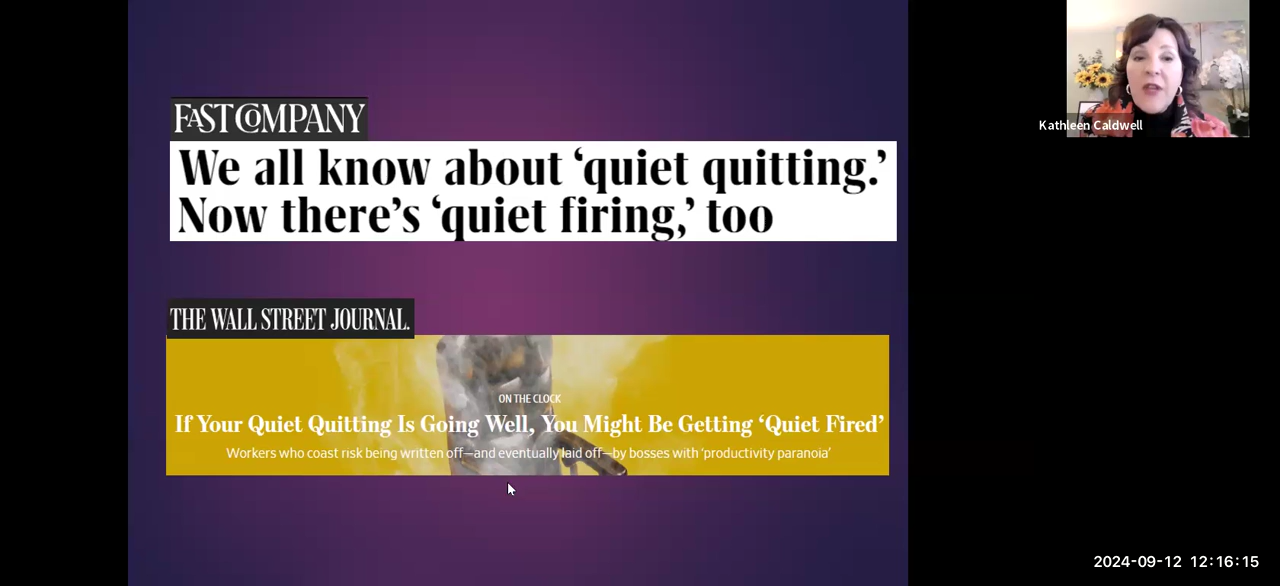 FAST COMPANY
We all know about ‘quiet quitting.’
Now there’s ‘quiet firing,’ too
THE WALL STREET JOURNAL.
ON THE CLOCK
If Your Quiet Quitting Is Going Well, You Might Be Getting ‘Quiet Fired’
Workers who coast risk being written off—and eventually laid off—by bosses with ‘productivity paranoia’
Kathleen Caldwell
2024-09-12 12:16:15